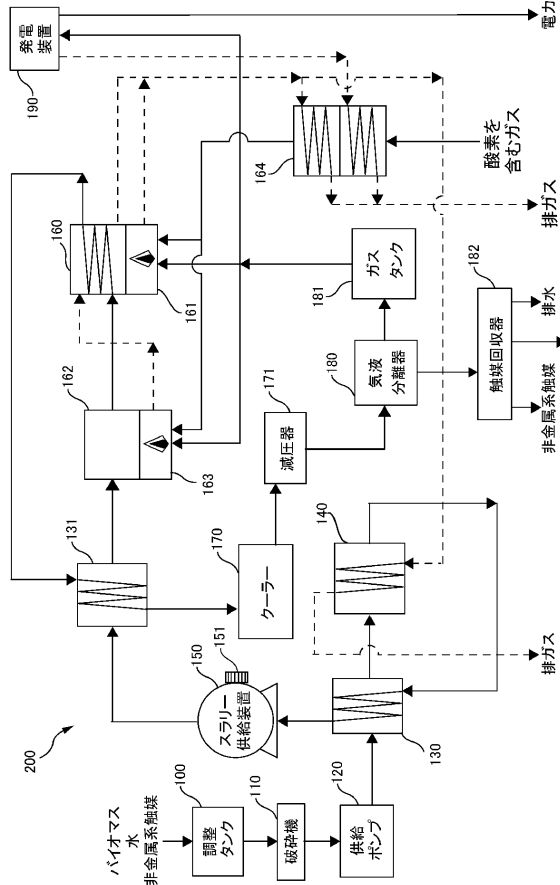 200
バイオマス
水
非金属系触媒
100
調整
タンク
110
破砕機
120
供給
ポンプ
130
140
排ガス
150
151
スラリー
供給装置
131
170
クーラー
171
減圧器
162
163
160
161
180
気液
分離器
181
ガス
タンク
182
触媒回収器
非金属系触媒
排水
164
酸素を
含むガス
排ガス
190
発電
装置
電力